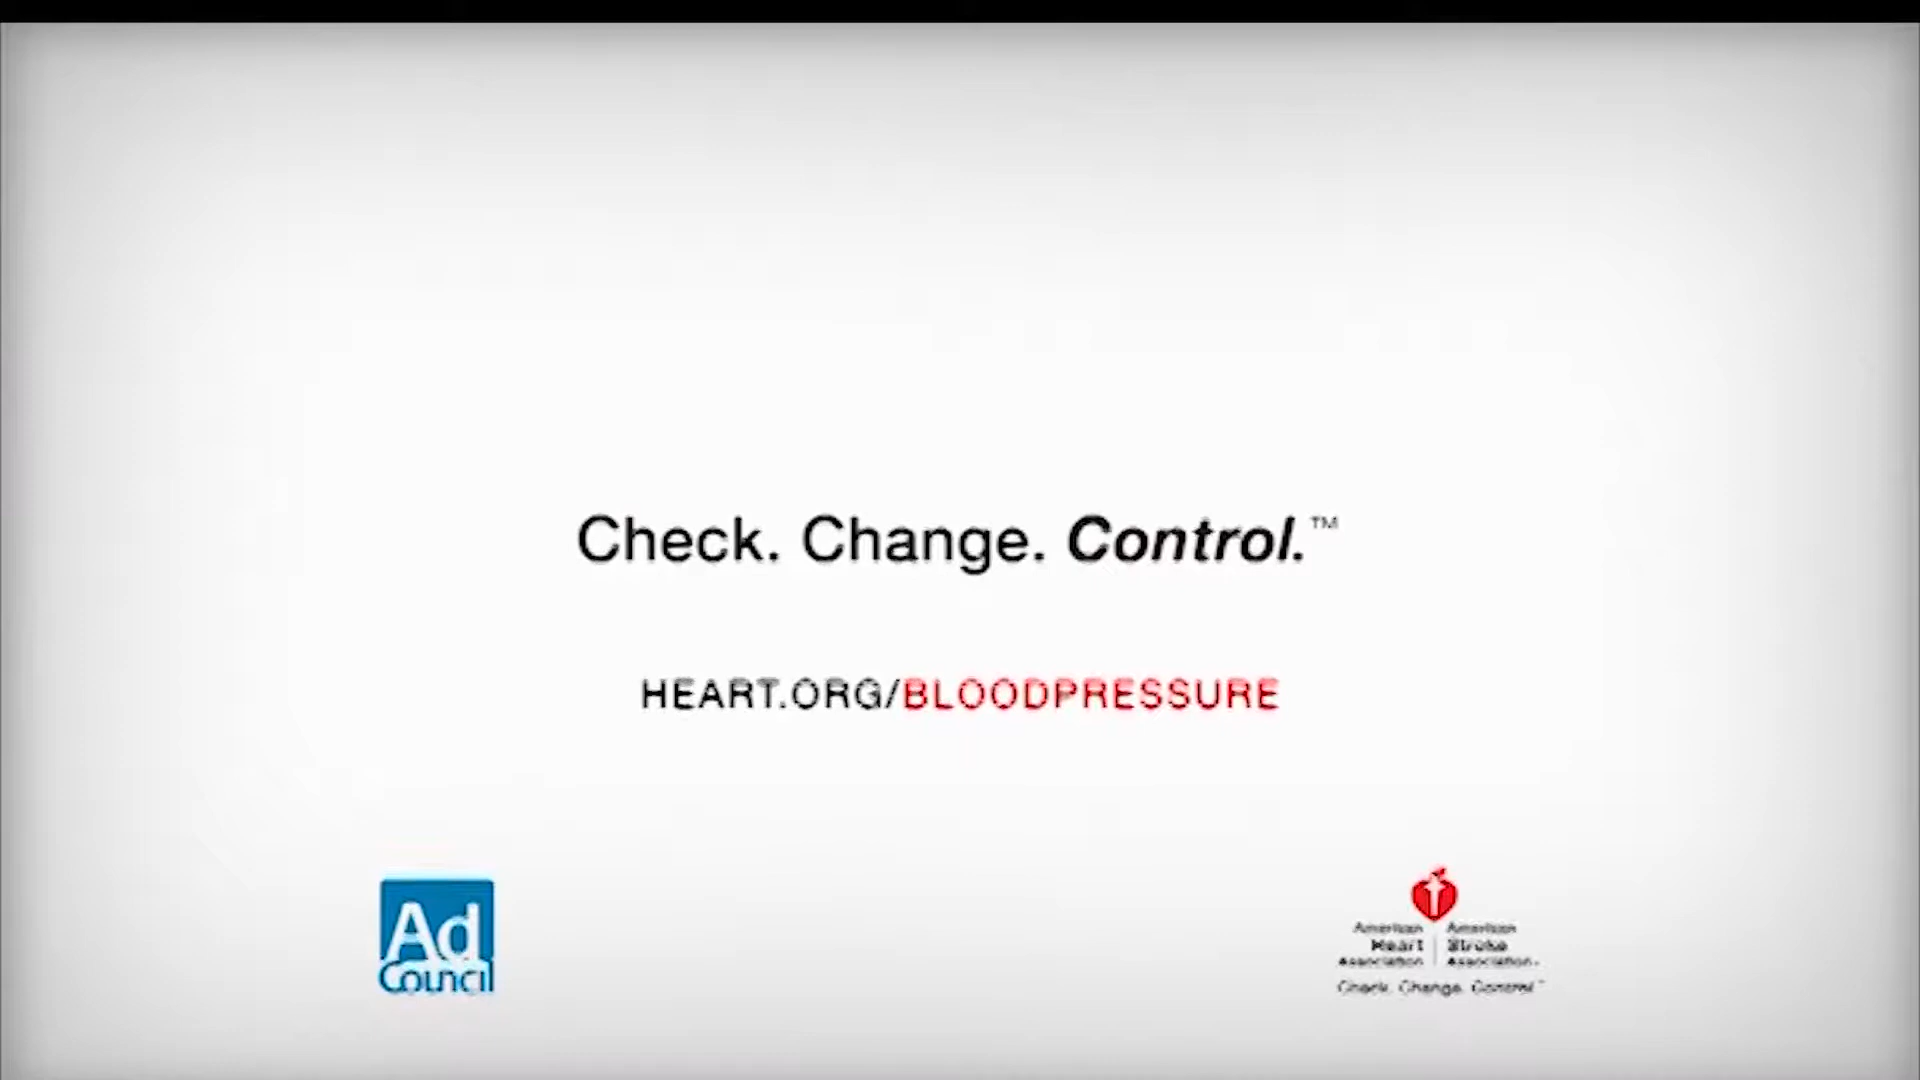 Check. Change. Control.™
HEART.ORG/BLOODPRESSURE
Ad
Council
American
Heart
Association
American
Stroke
Association
Check. Change. Control.™